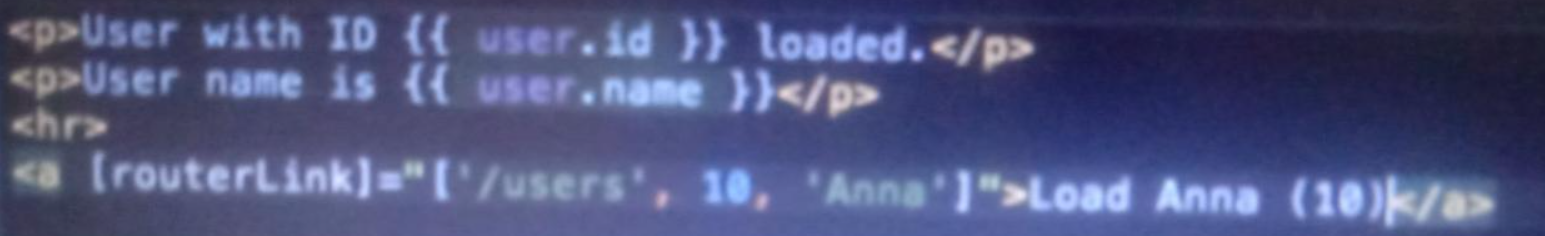 <p>User with ID {{ user.id }} loaded.</p>
<p>User name is {{ user.name }}</p>
<hr>
<a [routerLink]="['/users', 10, 'Anna']">Load Anna (10)</a>